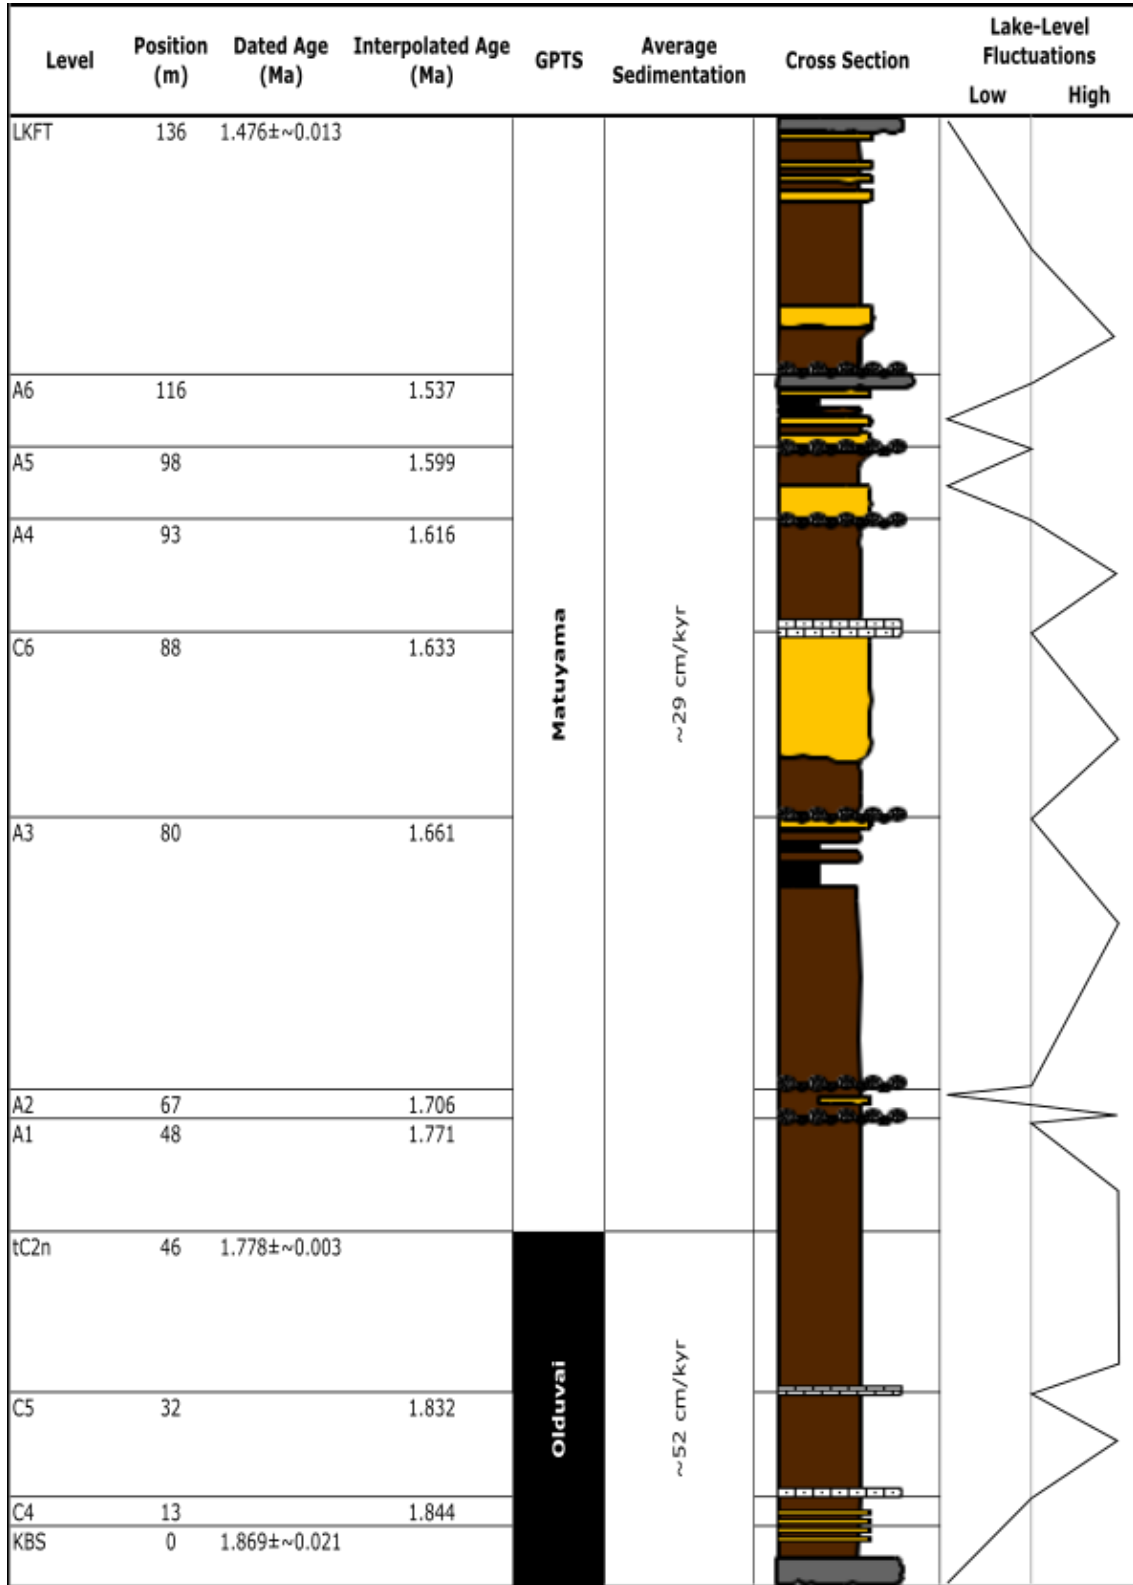 Level Position (m) Dated Age (Ma) Interpolated Age (Ma) GPTS Average Sedimentation Cross Section Lake-Level Fluctuations
Low High
LKFT 136 1.476±~0.013
A6 116 1.537
A5 98 1.599
A4 93 1.616
C6 88 1.633
A3 80 1.661
A2 67 1.706
A1 48 1.771
tC2n 46 1.778±~0.003
C5 32 1.832
C4 13 1.844
KBS 0 1.869±~0.021
Matuyama
~29 cm/kyr
Olduvai
~52 cm/kyr